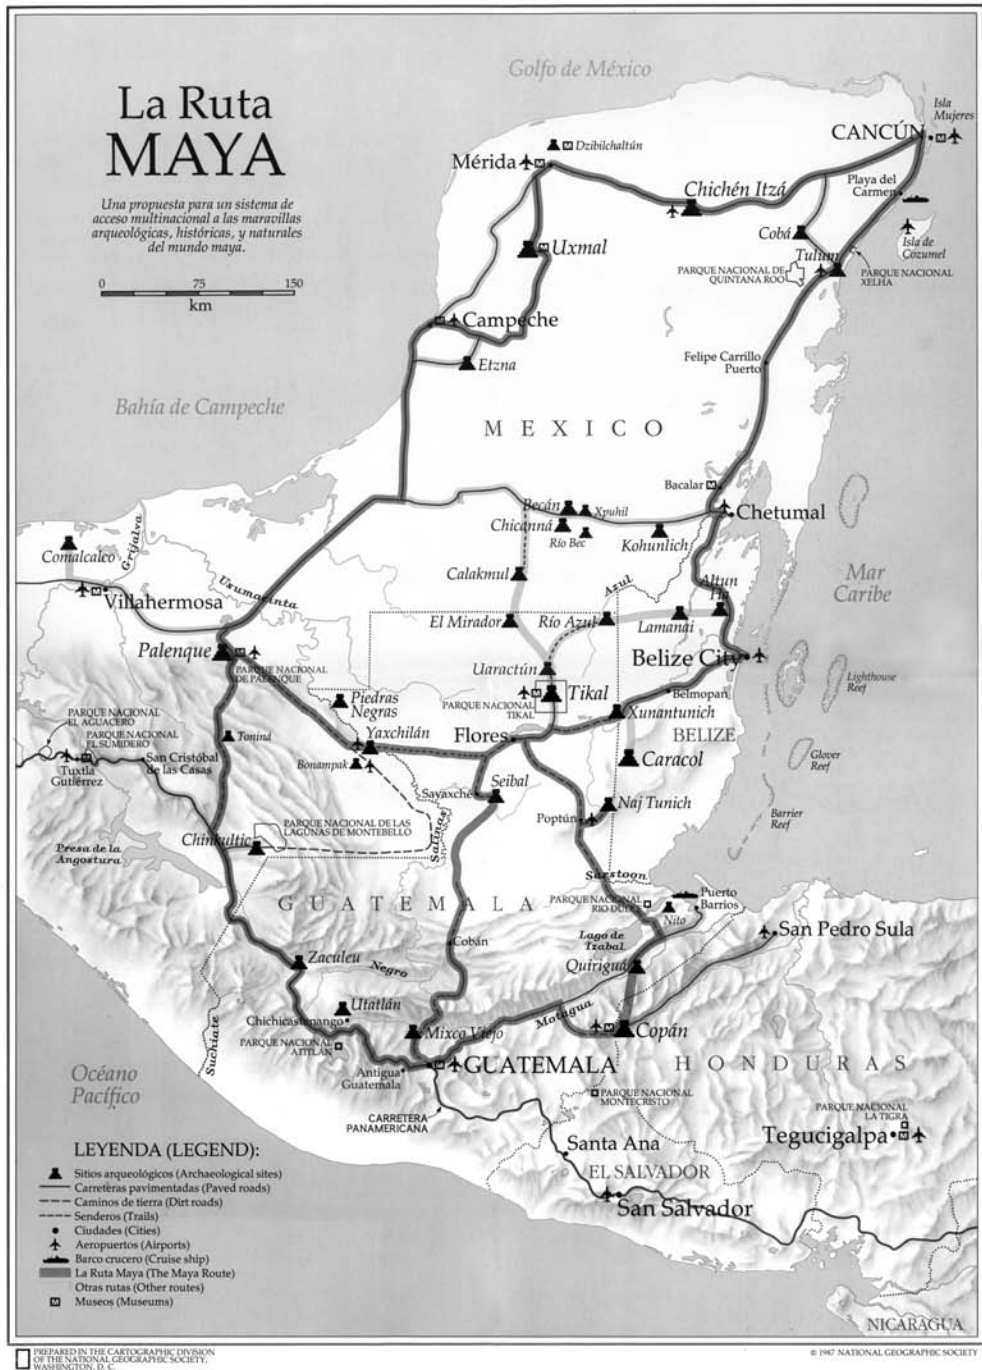 La Ruta
MAYA
Una propuesta para un sistema de
acceso multinacional a las maravillas
arqueológicas, históricas, y naturales
del mundo maya.
0 75 150
km
Golfo de México
Isla
Mujeres
CANCÚN
M
Dzibilchaltún
M
Mérida
M
Playa del
Carmen
Chichén Itzá
Cobá
Isla de
Cozumel
Uxmal
M
Tulum
PARQUE NACIONAL DE
QUINTANA ROO
PARQUE NACIONAL
XELHA
Campeche
M
Etzna
Felipe Carrillo
Puerto
Bahía de Campeche
MEXICO
Bacalar
M
Becán
Xpuhil
Chetumal
Chicanná
Río Bec
Kohunlich
Grijalva
Comalcalco
Calakmul
Azul
Altun
Ha
Mar
Caribe
Usumacinta
M
Villahermosa
El Mirador
Río Azul
Lamanai
Palenque
M
PARQUE NACIONAL
DE PALENQUE
Uaractún
Belize City
Lighthouse
Reef
M
Tikal
PARQUE NACIONAL
TIKAL
Belmopan
Piedras
Negras
Xunantunich
PARQUE NACIONAL
EL AGUACERO
PARQUE NACIONAL
EL SUMIDERO
M
Toniná
Yaxchilán
Flores
BELIZE
Glover
Reef
San Cristóbal
de las Casas
Tuxtla
Gutiérrez
Bonampak
Caracol
Sayaxché
Seibal
Naj Tunich
Poptún
Barrier
Reef
PARQUE NACIONAL DE LAS
LAGUNAS DE MONTEBELLO
Salinas
Chinkultic
Presa de la
Angostura
Sarstoon
GUATEMALA
PARQUE NACIONAL
RIO DULCE
Puerto
Barrios
Nito
San Pedro Sula
Cobán
Lago de
Izabal
Zaculeu
Negro
Quiriguá
Utatlán
Chichicastenango
Motagua
M
Copán
Mixco Viejo
PARQUE NACIONAL
ATITLÁN
Suchiate
M
GUATEMALA
HONDURAS
Antigua
Guatemala
Océano
Pacífico
PARQUE NACIONAL
MONTECRISTO
CARRETERA
PANAMERICANA
PARQUE NACIONAL
LA TIGRA
Tegucigalpa
M
Santa Ana
EL SALVADOR
San Salvador
NICARAGUA
LEYENDA (LEGEND):
Sitios arqueológicos (Archaeological sites)
Carreteras pavimentadas (Paved roads)
Caminos de tierra (Dirt roads)
Senderos (Trails)
Ciudades (Cities)
Aeropuertos (Airports)
Barco crucero (Cruise ship)
La Ruta Maya (The Maya Route)
Otras rutas (Other routes)
M Museos (Museums)
PREPARED IN THE CARTOGRAPHIC DIVISION
OF THE NATIONAL GEOGRAPHIC SOCIETY,
WASHINGTON, D. C.
© 1987 NATIONAL GEOGRAPHIC SOCIETY